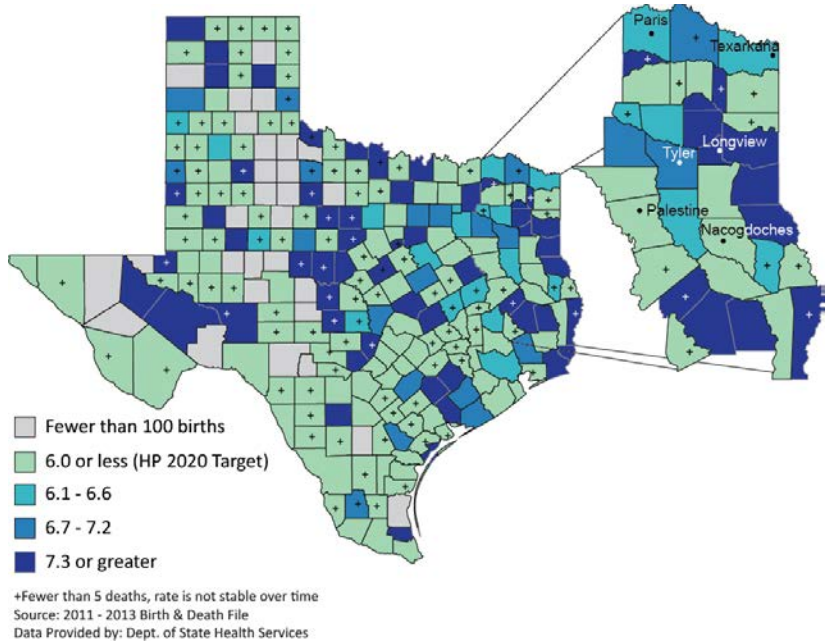 Paris
Texarkana
Longview
Tyler
Palestine
Nacogdoches
Fewer than 100 births
6.0 or less (HP 2020 Target)
6.1 - 6.6
6.7 - 7.2
7.3 or greater
+Fewer than 5 deaths, rate is not stable over time
Source: 2011 - 2013 Birth & Death File
Data Provided by: Dept. of State Health Services